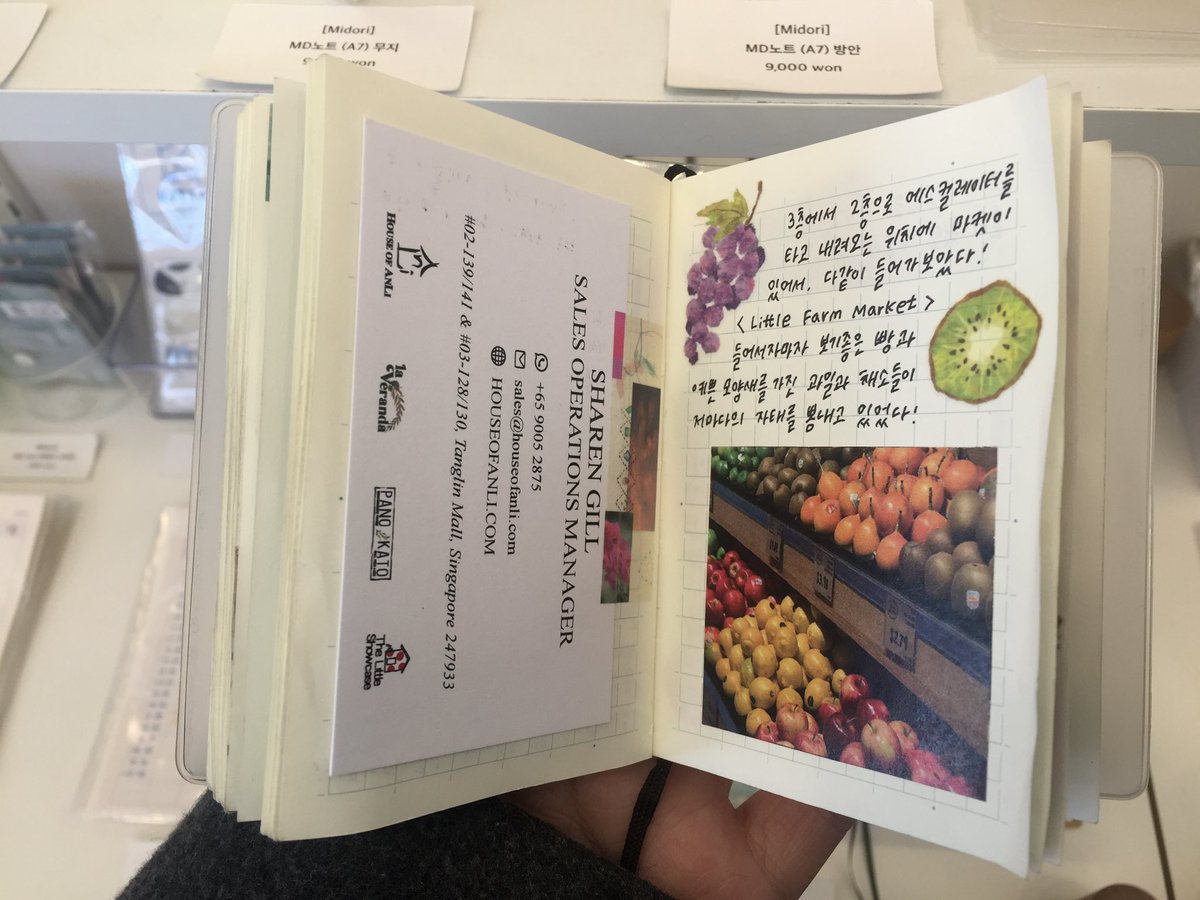 [Midori]
MD노트 (A7) 무지
won
[Midori]
MD노트 (A7) 방안
9,000 won
SHAREN GILL
SALES OPERATIONS MANAGER
+65 9005 2875
sales@houseofanli.com
HOUSEOFANLI.COM
#02-139/141 & #03-128/130, Tanglin Mall, Singapore 247933
AnLi
HOUSE OF ANLI
la Véranda
PANO KATO
The Little
Showcase
3층에서 2층으로 에스컬레이터를
타고 내려오는 위치에 마켓이
있어서, 다같이 들어가보았다!
<Little Farm Market>
들어서자마자 보기좋은 빵과
예쁜 모양새를 가진 과일과 채소들이
저마다의 자태를 뽐내고 있었다!
$2.79